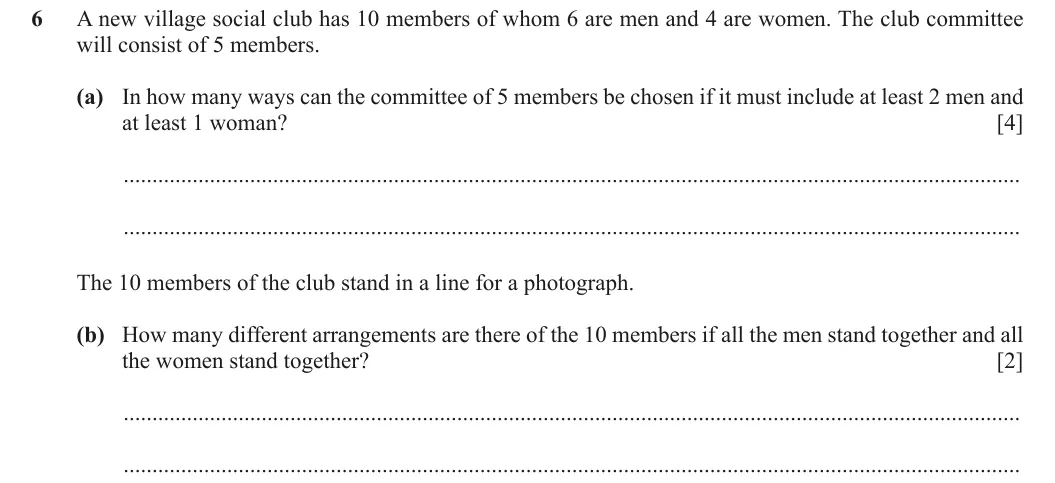 6 A new village social club has 10 members of whom 6 are men and 4 are women. The club committee
will consist of 5 members.
(a) In how many ways can the committee of 5 members be chosen if it must include at least 2 men and
at least 1 woman? [4]
The 10 members of the club stand in a line for a photograph.
(b) How many different arrangements are there of the 10 members if all the men stand together and all
the women stand together? [2]